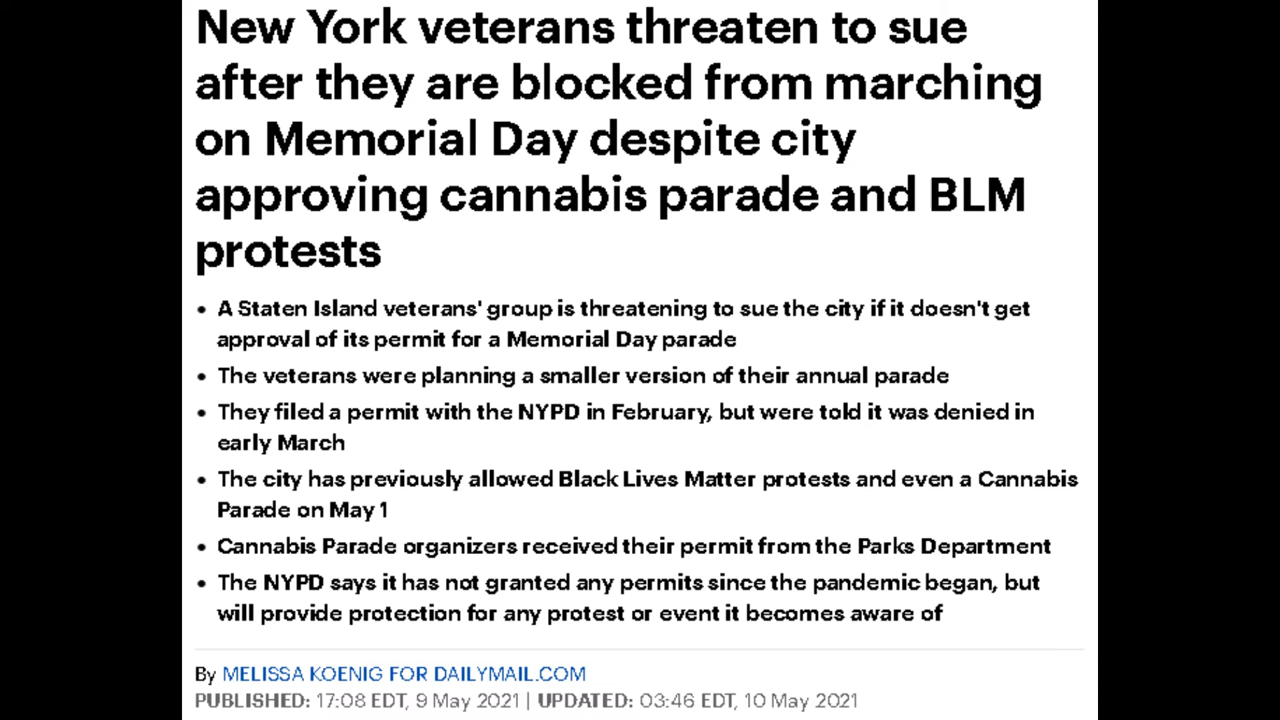 New York veterans threaten to sue
after they are blocked from marching
on Memorial Day despite city
approving cannabis parade and BLM
protests
• A Staten Island veterans' group is threatening to sue the city if it doesn't get
approval of its permit for a Memorial Day parade
• The veterans were planning a smaller version of their annual parade
• They filed a permit with the NYPD in February, but were told it was denied in
early March
• The city has previously allowed Black Lives Matter protests and even a Cannabis
Parade on May 1
• Cannabis Parade organizers received their permit from the Parks Department
• The NYPD says it has not granted any permits since the pandemic began, but
will provide protection for any protest or event it becomes aware of
By MELISSA KOENIG FOR DAILYMAIL.COM
PUBLISHED: 17:08 EDT, 9 May 2021 | UPDATED: 03:46 EDT, 10 May 2021